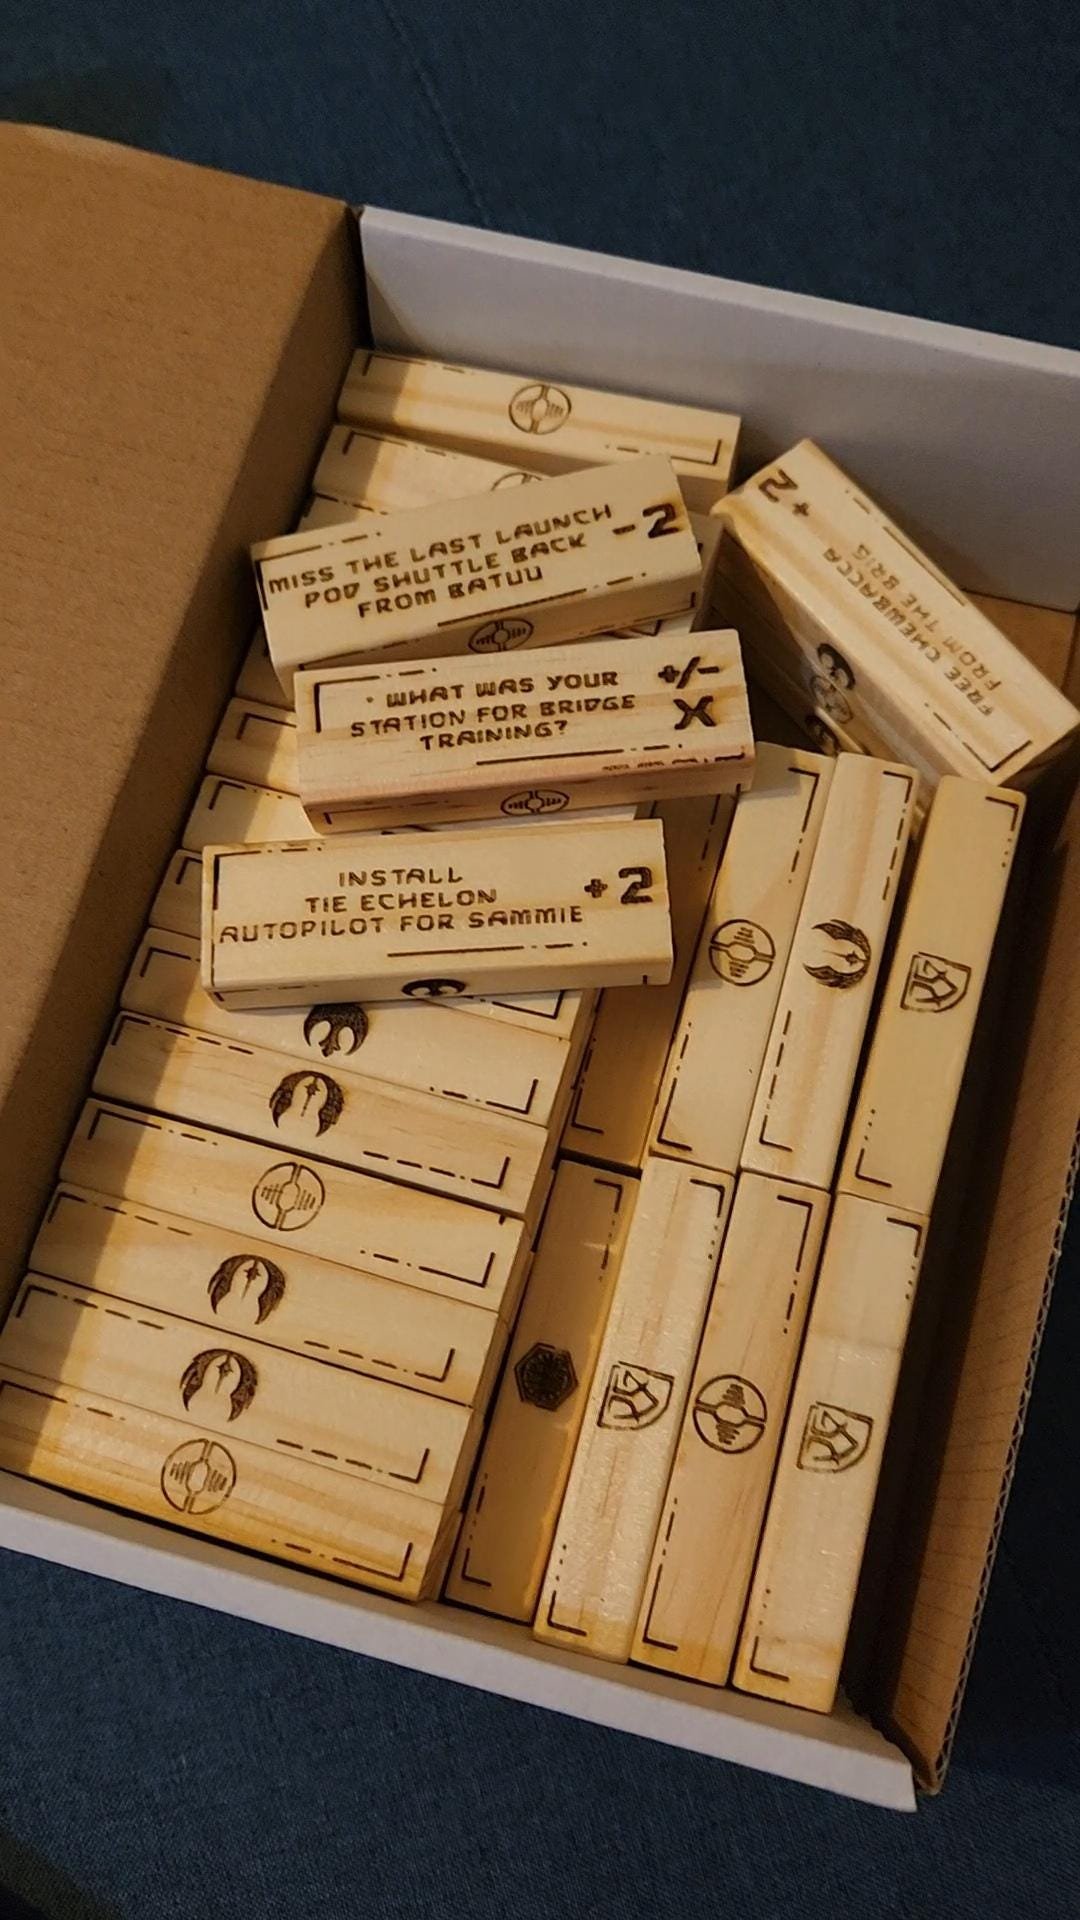 MISS THE LAST LAUNCH
POD SHUTTLE BACK
FROM BATUU
-2
+2
FREE CHEWBACCA
FROM THE BRIG
WHAT WAS YOUR
STATION FOR BRIDGE
TRAINING?
+/-
X
INSTALL
TIE ECHELON
AUTOPILOT FOR SAMMIE
+2